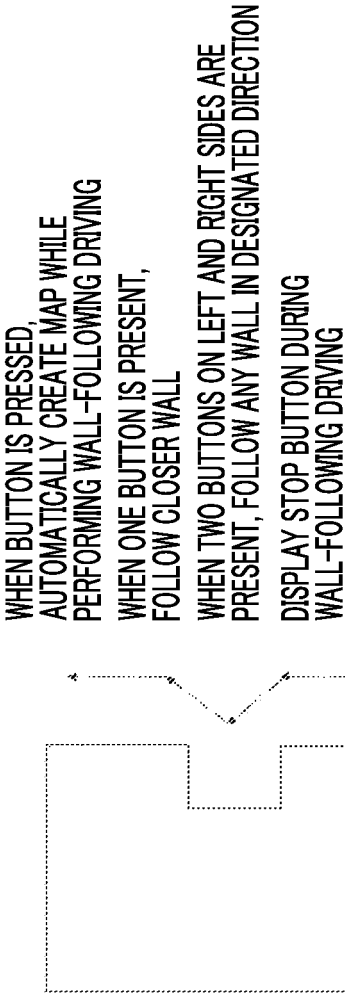 WHEN BUTTON IS PRESSED,
AUTOMATICALLY CREATE MAP WHILE
PERFORMING WALL-FOLLOWING DRIVING
WHEN ONE BUTTON IS PRESENT,
FOLLOW CLOSER WALL
WHEN TWO BUTTONS ON LEFT AND RIGHT SIDES ARE
PRESENT, FOLLOW ANY WALL IN DESIGNATED DIRECTION
DISPLAY STOP BUTTON DURING
WALL-FOLLOWING DRIVING